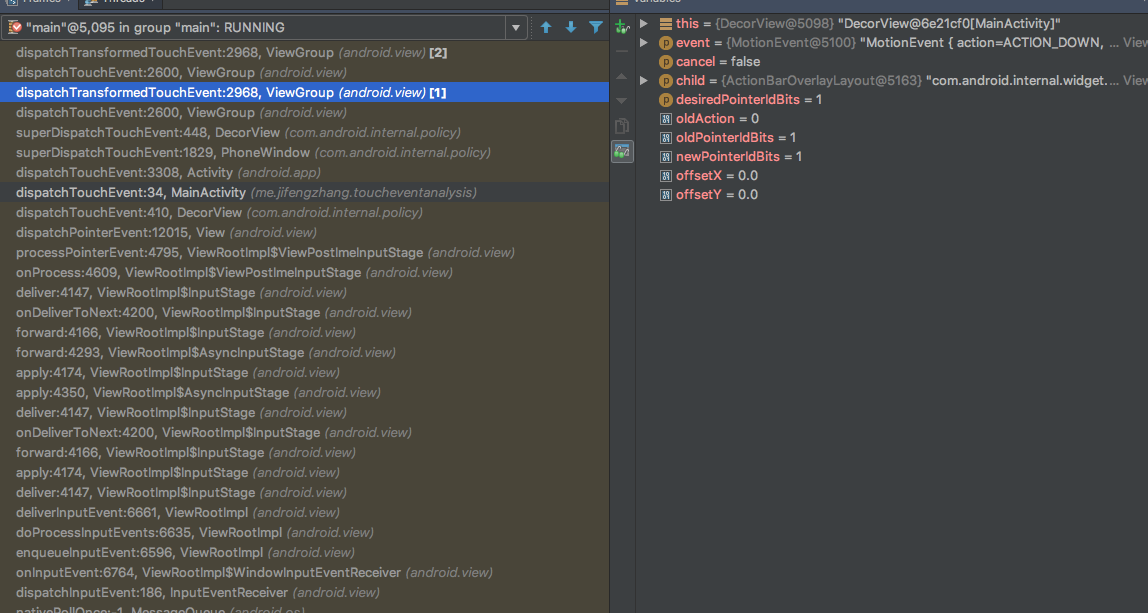 Frames
Threads
Variables
"main"@5,095 in group "main": RUNNING
dispatchTransformedTouchEvent:2968, ViewGroup (android.view) [2]
dispatchTouchEvent:2600, ViewGroup (android.view)
dispatchTransformedTouchEvent:2968, ViewGroup (android.view) [1]
dispatchTouchEvent:2600, ViewGroup (android.view)
superDispatchTouchEvent:448, DecorView (com.android.internal.policy)
superDispatchTouchEvent:1829, PhoneWindow (com.android.internal.policy)
dispatchTouchEvent:3308, Activity (android.app)
dispatchTouchEvent:34, MainActivity (me.jifengzhang.toucheventanalysis)
dispatchTouchEvent:410, DecorView (com.android.internal.policy)
dispatchPointerEvent:12015, View (android.view)
processPointerEvent:4795, ViewRootImpl$ViewPostImeInputStage (android.view)
onProcess:4609, ViewRootImpl$ViewPostImeInputStage (android.view)
deliver:4147, ViewRootImpl$InputStage (android.view)
onDeliverToNext:4200, ViewRootImpl$InputStage (android.view)
forward:4166, ViewRootImpl$InputStage (android.view)
forward:4293, ViewRootImpl$AsyncInputStage (android.view)
apply:4174, ViewRootImpl$InputStage (android.view)
apply:4350, ViewRootImpl$AsyncInputStage (android.view)
deliver:4147, ViewRootImpl$InputStage (android.view)
onDeliverToNext:4200, ViewRootImpl$InputStage (android.view)
forward:4166, ViewRootImpl$InputStage (android.view)
apply:4174, ViewRootImpl$InputStage (android.view)
deliver:4147, ViewRootImpl$InputStage (android.view)
deliverInputEvent:6661, ViewRootImpl (android.view)
doProcessInputEvents:6635, ViewRootImpl (android.view)
enqueueInputEvent:6596, ViewRootImpl (android.view)
onInputEvent:6764, ViewRootImpl$WindowInputEventReceiver (android.view)
dispatchInputEvent:186, InputEventReceiver (android.view)
nativePollOnce:-1, MessageQueue (android.os)
this = {DecorView@5098} "DecorView@6e21cf0[MainActivity]"
event = {MotionEvent@5100} "MotionEvent { action=ACTION_DOWN, ... View
cancel = false
child = {ActionBarOverlayLayout@5163} "com.android.internal.widget.... View
desiredPointerIdBits = 1
oldAction = 0
oldPointerIdBits = 1
newPointerIdBits = 1
offsetX = 0.0
offsetY = 0.0